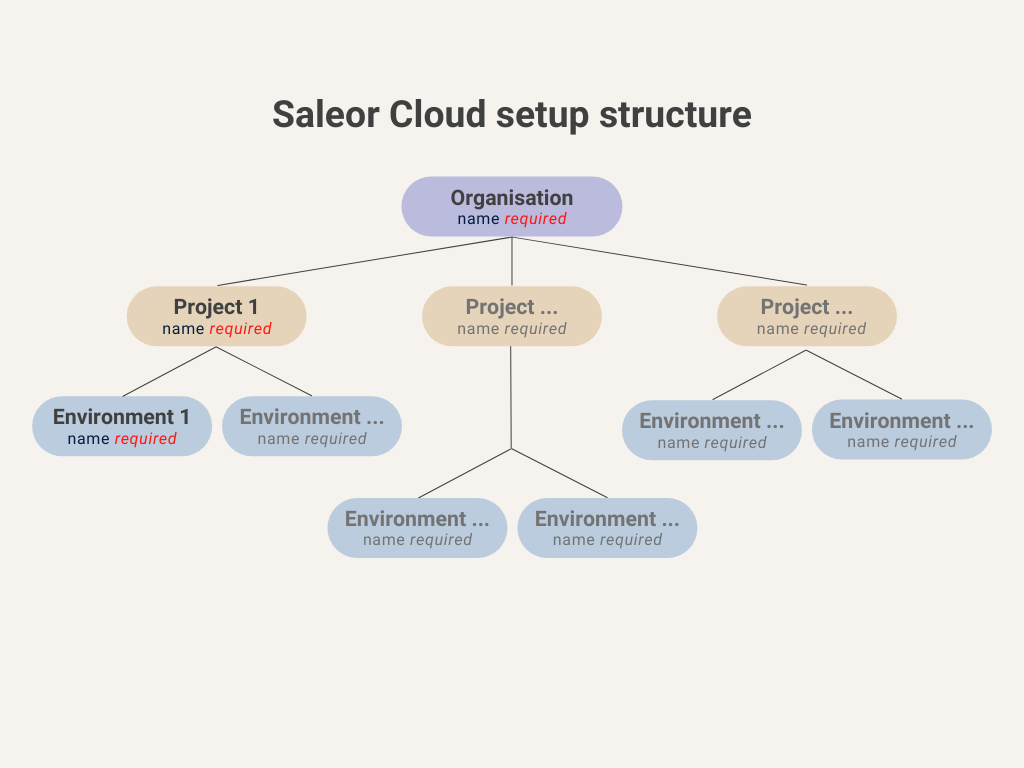 Saleor Cloud setup structure
Organisation
name required
Project 1
name required
Project ...
name required
Project ...
name required
Environment 1
name required
Environment ...
name required
Environment ...
name required
Environment ...
name required
Environment ...
name required
Environment ...
name required